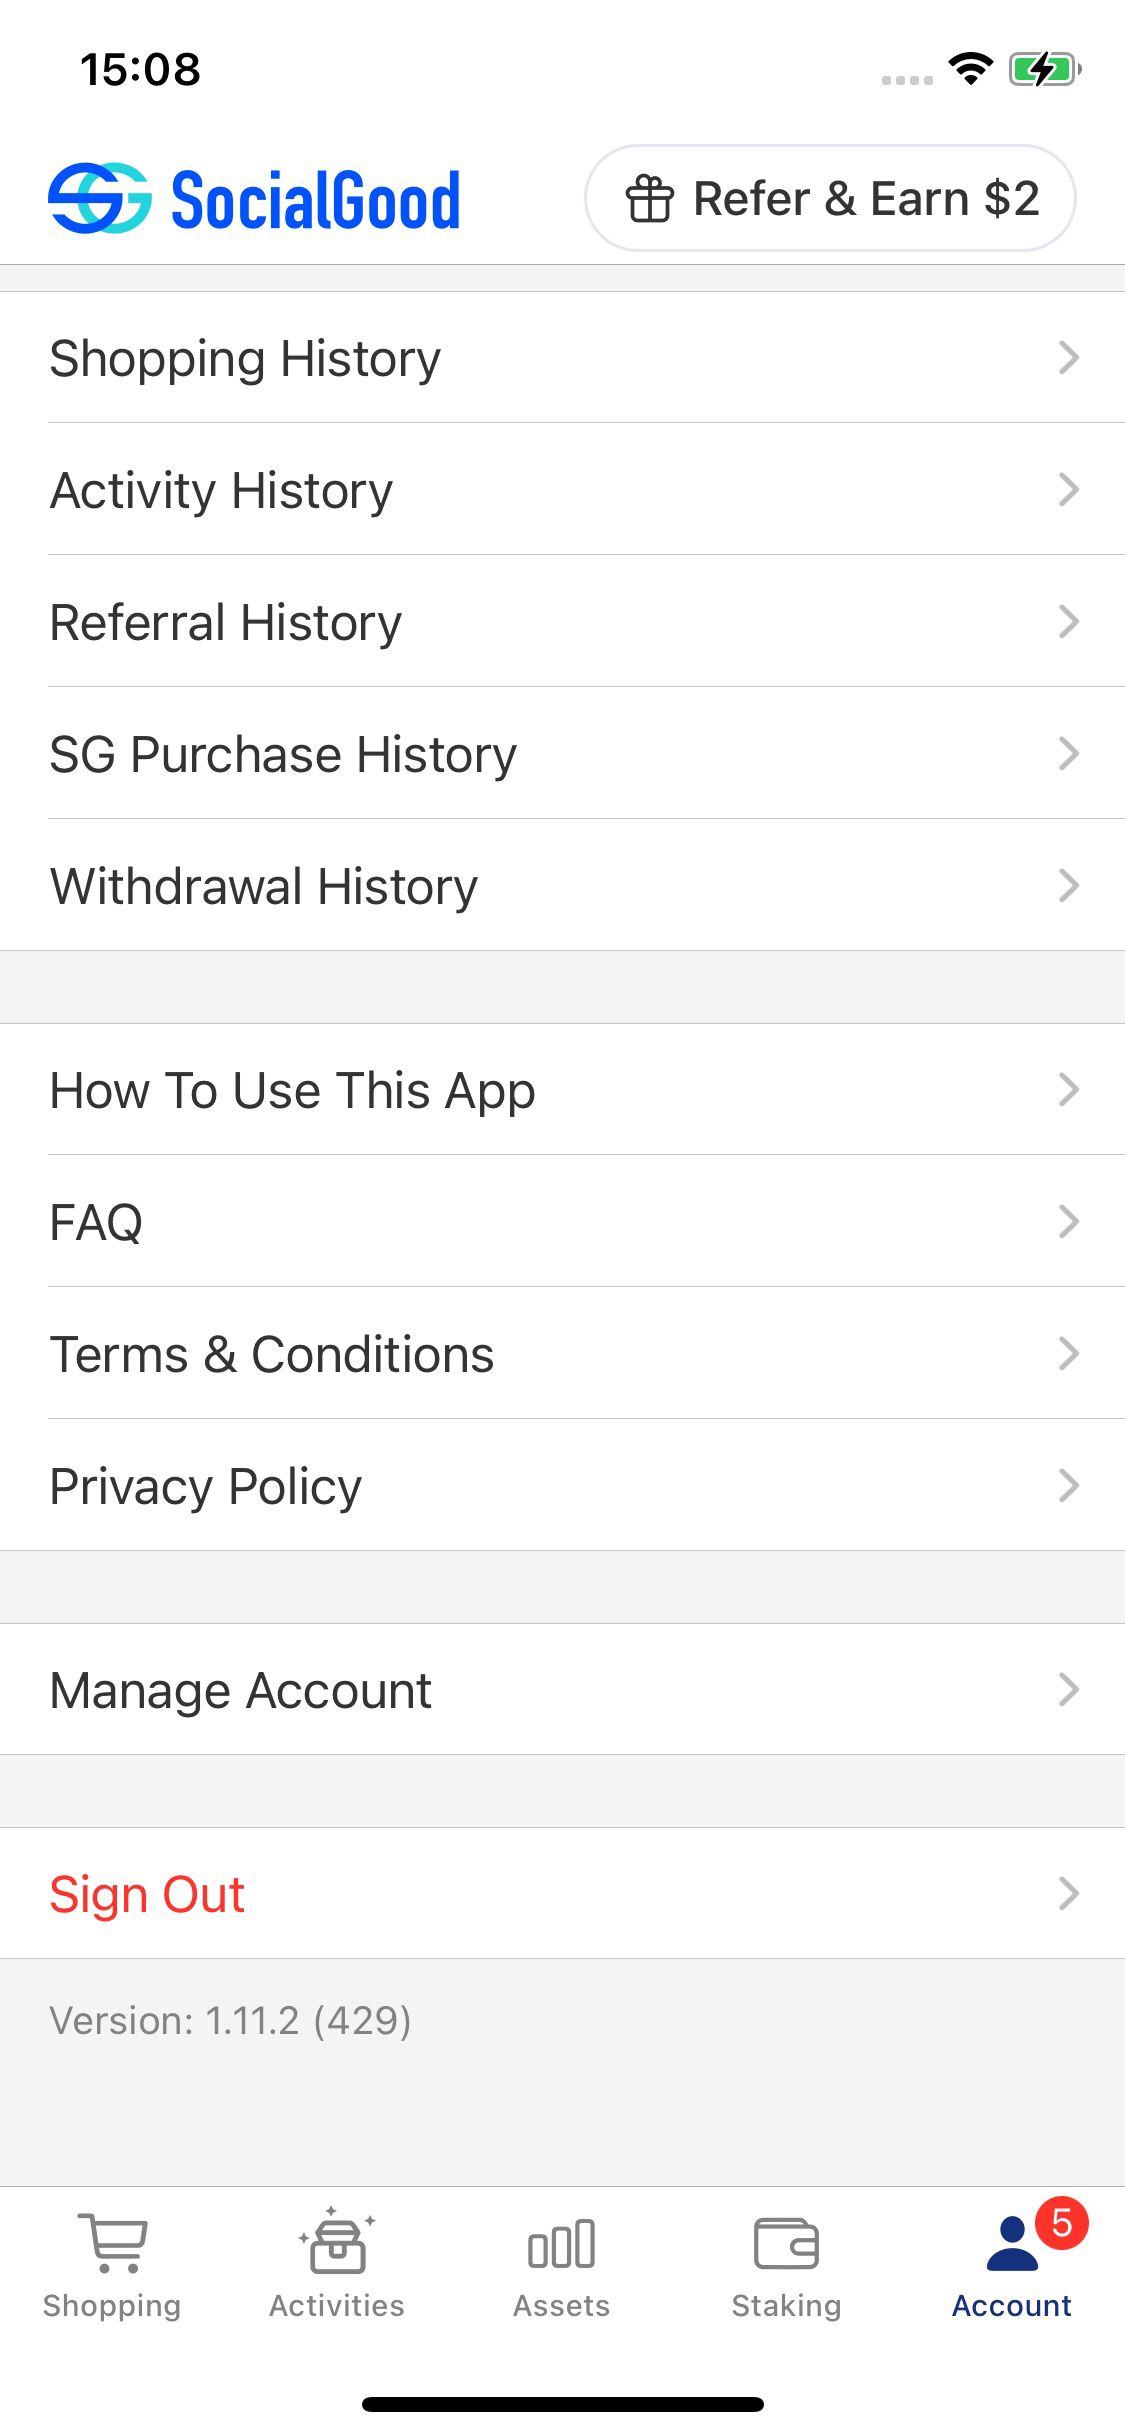 15:08
SocialGood
Refer & Earn $2
Shopping History
Activity History
Referral History
SG Purchase History
Withdrawal History
How To Use This App
FAQ
Terms & Conditions
Privacy Policy
Manage Account
Sign Out
Version: 1.11.2 (429)
5
Shopping
Activities
Assets
Staking
Account